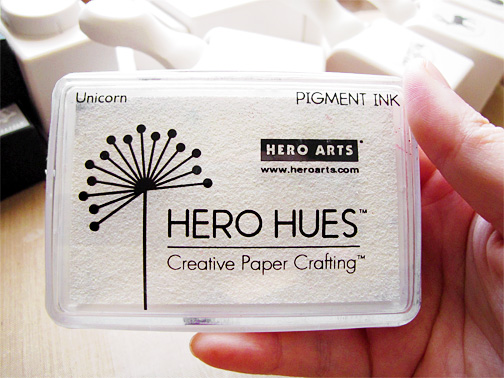 Unicorn
PIGMENT INK
HERO ARTS®
www.heroarts.com
HERO HUES™
Creative Paper Crafting™